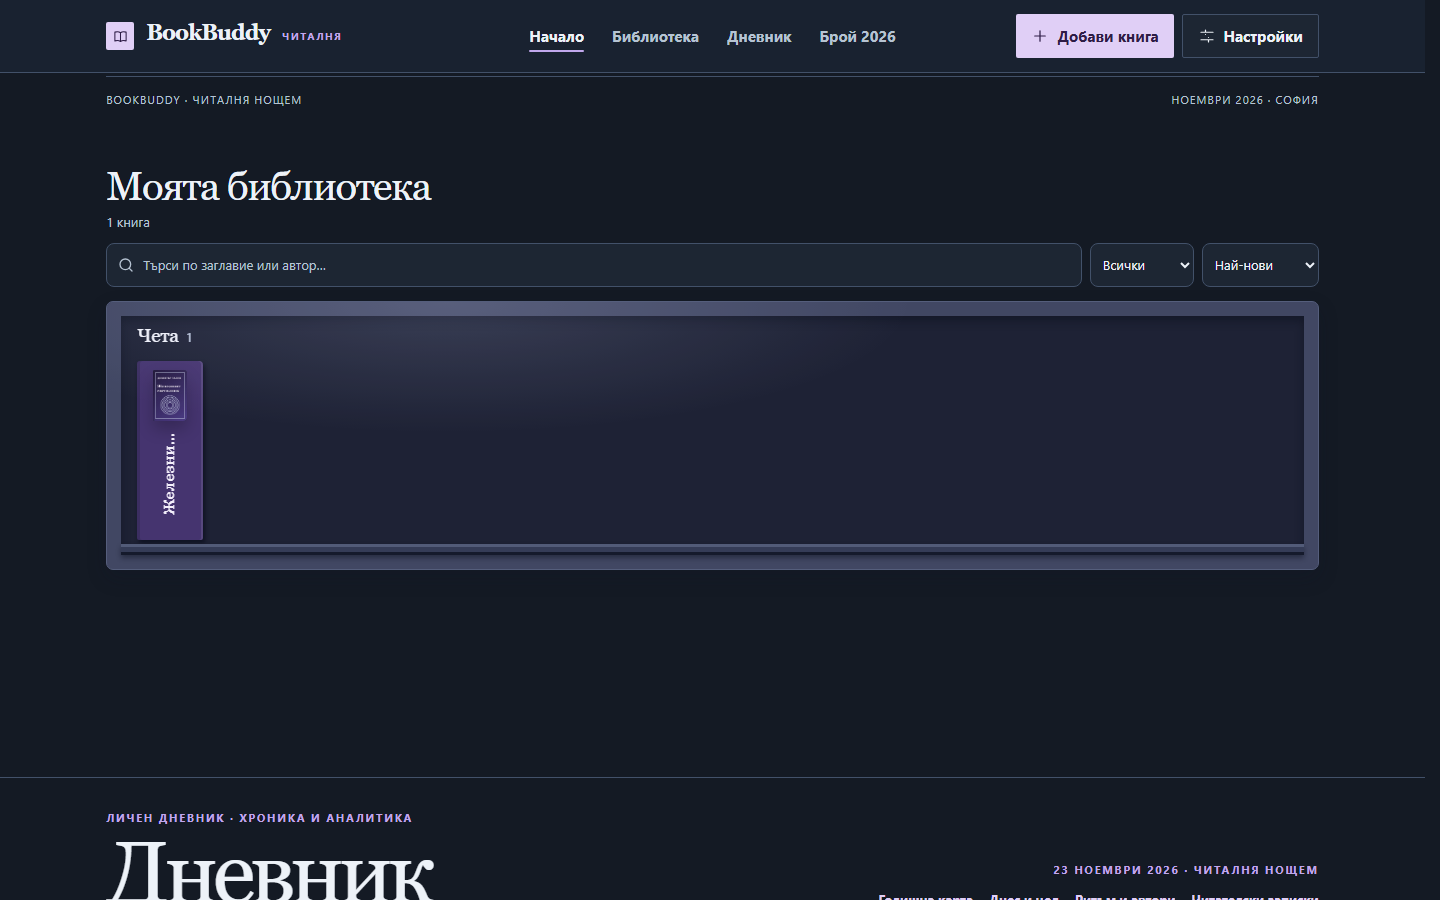 BookBuddy ЧИТАЛНЯ
Начало Библиотека Дневник Брой 2026
Добави книга Настройки
BOOKBUDDY · ЧИТАЛНЯ НОЩЕМ
НОЕМВРИ 2026 · СОФИЯ
Моята библиотека
1 книга
Търси по заглавие или автор...
Всички
Най-нови
Чета 1
Железни...
ЛИЧЕН ДНЕВНИК · ХРОНИКА И АНАЛИТИКА
Дневник
23 НОЕМВРИ 2026 · ЧИТАЛНЯ НОЩЕМ